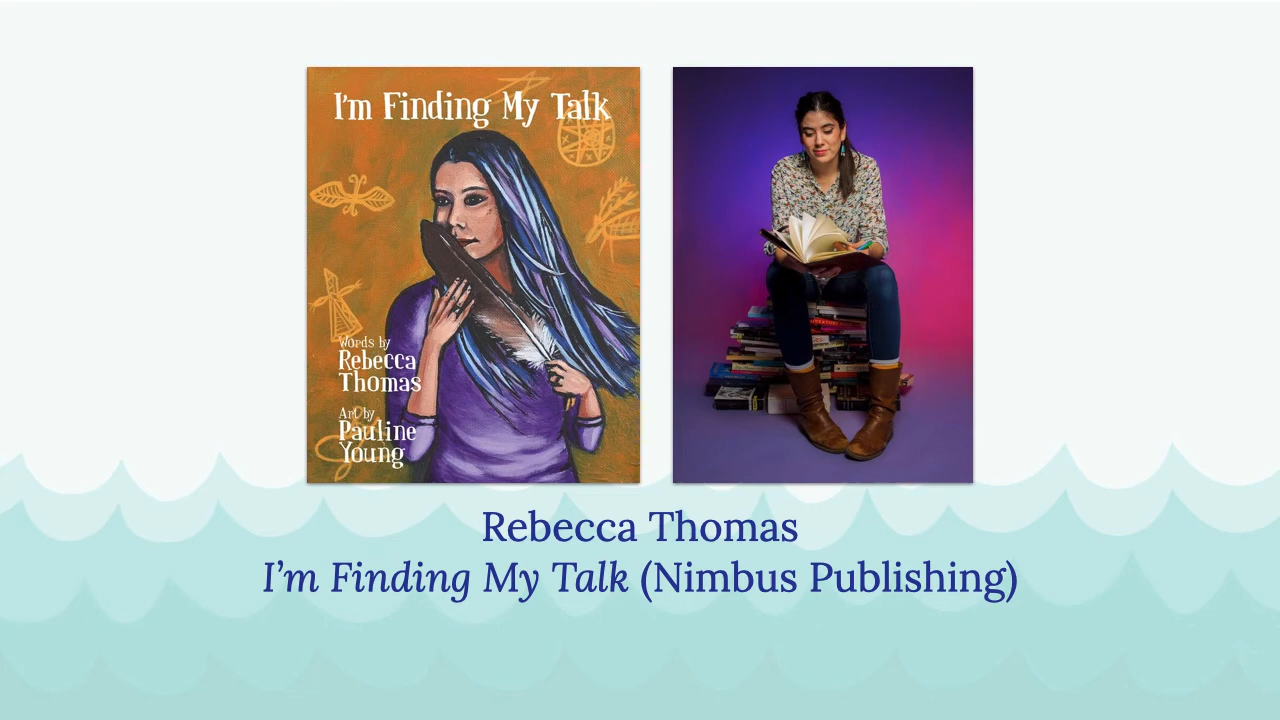 I'm Finding My Talk
Words by
Rebecca
Thomas
Art by
Pauline
Young
Rebecca Thomas
I’m Finding My Talk (Nimbus Publishing)